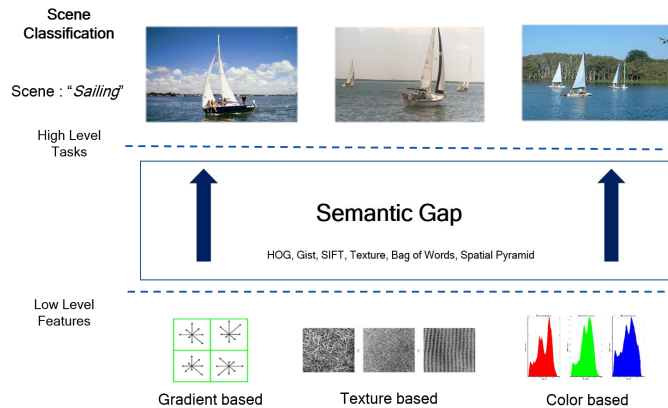 Scene
Classification
Scene : "Sailing"
High Level
Tasks
Semantic Gap
HOG, Gist, SIFT, Texture, Bag of Words, Spatial Pyramid
Low Level
Features
Gradient based
Texture based
Color based